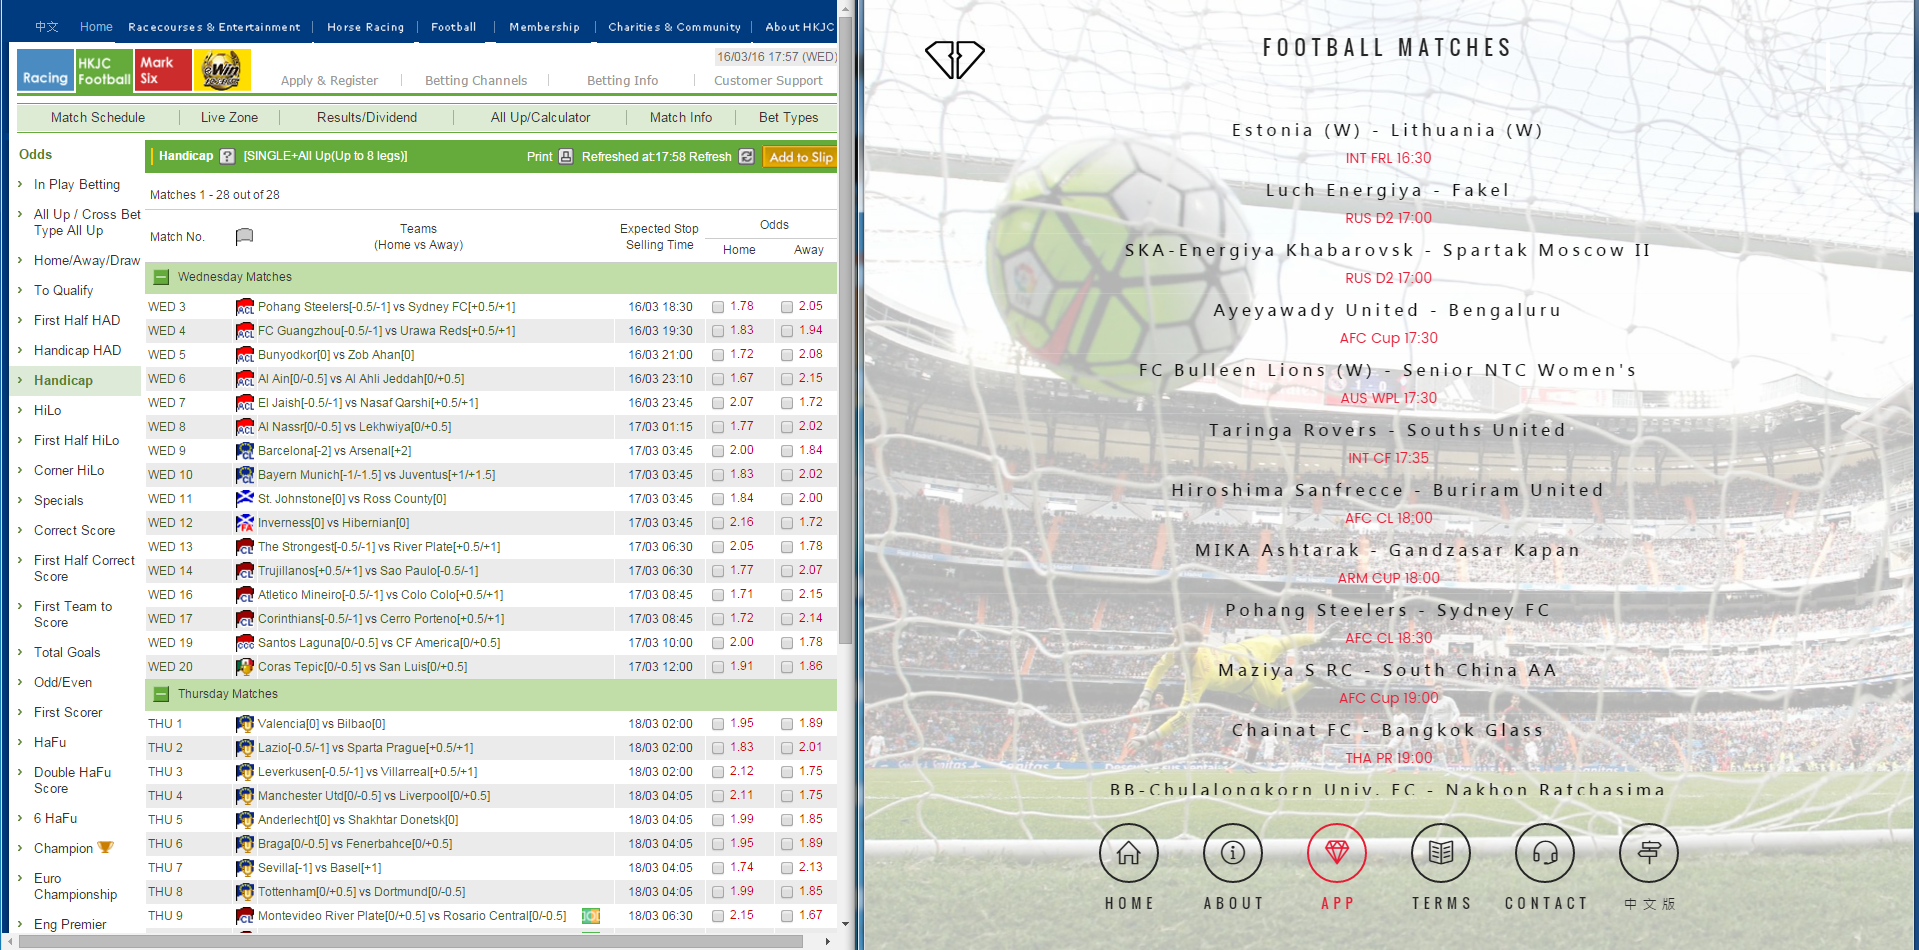 中文 Home Racecourses & Entertainment Horse Racing Football Membership Charities & Community About HKJC
16/03/16 17:57 (WED)
Racing
HKJC Football
Mark Six
eWin
Apply & Register Betting Channels Betting Info Customer Support
Match Schedule Live Zone Results/Dividend All Up/Calculator Match Info Bet Types
Odds
In Play Betting
All Up / Cross Bet
Type All Up
Home/Away/Draw
To Qualify
First Half HAD
Handicap HAD
Handicap
HiLo
First Half HiLo
Corner HiLo
Specials
Correct Score
First Half Correct
Score
First Team to
Score
Total Goals
Odd/Even
First Scorer
HaFu
Double HaFu
Score
6 HaFu
Champion
Euro
Championship
Eng Premier
Handicap ? [SINGLE+All Up(Up to 8 legs)] Print Refreshed at:17:58 Refresh Add to Slip
Matches 1 - 28 out of 28
Match No. Teams
(Home vs Away) Expected Stop
Selling Time Odds
Home Away
Wednesday Matches
WED 3 ACL Pohang Steelers[-0.5/-1] vs Sydney FC[+0.5/+1] 16/03 18:30 1.78 2.05
WED 4 ACL FC Guangzhou[-0.5/-1] vs Urawa Reds[+0.5/+1] 16/03 19:30 1.83 1.94
WED 5 ACL Bunyodkor[0] vs Zob Ahan[0] 16/03 21:00 1.72 2.08
WED 6 ACL Al Ain[0/-0.5] vs Al Ahli Jeddah[0/+0.5] 16/03 23:10 1.67 2.15
WED 7 ACL El Jaish[-0.5/-1] vs Nasaf Qarshi[+0.5/+1] 16/03 23:45 2.07 1.72
WED 8 ACL Al Nassr[0/-0.5] vs Lekhwiya[0/+0.5] 17/03 01:15 1.77 2.02
WED 9 CL Barcelona[-2] vs Arsenal[+2] 17/03 03:45 2.00 1.84
WED 10 CL Bayern Munich[-1/-1.5] vs Juventus[+1/+1.5] 17/03 03:45 1.83 2.02
WED 11 St. Johnstone[0] vs Ross County[0] 17/03 03:45 1.84 2.00
WED 12 FA Inverness[0] vs Hibernian[0] 17/03 03:45 2.16 1.72
WED 13 CL The Strongest[-0.5/-1] vs River Plate[+0.5/+1] 17/03 06:30 2.05 1.78
WED 14 CL Trujillanos[+0.5/+1] vs Sao Paulo[-0.5/-1] 17/03 06:30 1.77 2.07
WED 16 CL Atletico Mineiro[-0.5/-1] vs Colo Colo[+0.5/+1] 17/03 08:45 1.71 2.15
WED 17 CL Corinthians[-0.5/-1] vs Cerro Porteno[+0.5/+1] 17/03 08:45 1.72 2.14
WED 19 CCC Santos Laguna[0/-0.5] vs CF America[0/+0.5] 17/03 10:00 2.00 1.78
WED 20 Coras Tepic[0/-0.5] vs San Luis[0/+0.5] 17/03 12:00 1.91 1.86
Thursday Matches
THU 1 Valencia[0] vs Bilbao[0] 18/03 02:00 1.95 1.89
THU 2 Lazio[-0.5/-1] vs Sparta Prague[+0.5/+1] 18/03 02:00 1.83 2.01
THU 3 Leverkusen[-0.5/-1] vs Villarreal[+0.5/+1] 18/03 02:00 2.12 1.75
THU 4 Manchester Utd[0/-0.5] vs Liverpool[0/+0.5] 18/03 04:05 2.11 1.75
THU 5 Anderlecht[0] vs Shakhtar Donetsk[0] 18/03 04:05 1.99 1.85
THU 6 Braga[0/-0.5] vs Fenerbahce[0/+0.5] 18/03 04:05 1.95 1.89
THU 7 Sevilla[-1] vs Basel[+1] 18/03 04:05 1.74 2.13
THU 8 Tottenham[0/+0.5] vs Dortmund[0/-0.5] 18/03 04:05 1.99 1.85
THU 9 CL Montevideo River Plate[0/+0.5] vs Rosario Central[0/-0.5] 18/03 06:30 2.15 1.67
FOOTBALL MATCHES
Estonia (W) - Lithuania (W)
INT FRL 16:30
Luch Energiya - Fakel
RUS D2 17:00
SKA-Energiya Khabarovsk - Spartak Moscow II
RUS D2 17:00
Ayeyawady United - Bengaluru
AFC Cup 17:30
FC Bulleen Lions (W) - Senior NTC Women's
AUS WPL 17:30
Taringa Rovers - Souths United
INT CF 17:35
Hiroshima Sanfrecce - Buriram United
AFC CL 18:00
MIKA Ashtarak - Gandzasar Kapan
ARM CUP 18:00
Pohang Steelers - Sydney FC
AFC CL 18:30
Maziya S RC - South China AA
AFC Cup 19:00
Chainat FC - Bangkok Glass
THA PR 19:00
BB-Chulalongkorn Univ. FC - Nakhon Ratchasima
HOME ABOUT APP TERMS CONTACT 中文版